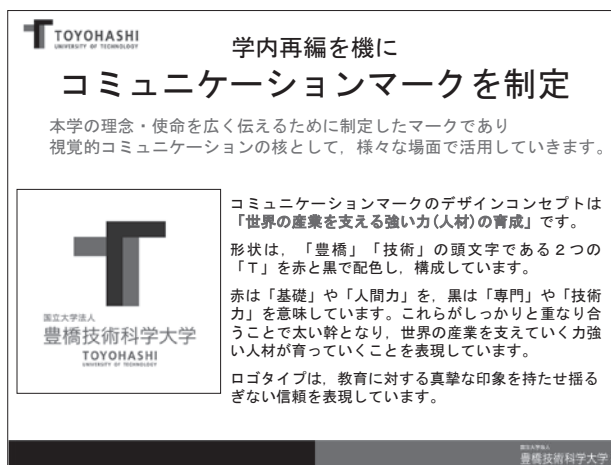 TOYOHASHI
UNIVERSITY OF TECHNOLOGY
学内再編を機に
コミュニケーションマークを制定
本学の理念・使命を広く伝えるために制定したマークであり
視覚的コミュニケーションの核として，様々な場面で活用していきます。
国立大学法人
豊橋技術科学大学
TOYOHASHI
UNIVERSITY OF TECHNOLOGY
コミュニケーションマークのデザインコンセプトは
「世界の産業を支える強い力(人材)の育成」です。
形状は，「豊橋」「技術」の頭文字である２つの
「Ｔ」を赤と黒で配色し，構成しています。
赤は「基礎」や「人間力」を，黒は「専門」や「技術
力」を意味しています。これらがしっかりと重なり合
うことで太い幹となり，世界の産業を支えていく力強
い人材が育っていくことを表現しています。
ロゴタイプは，教育に対する真摯な印象を持たせ揺る
ぎない信頼を表現しています。
国立大学法人
豊橋技術科学大学